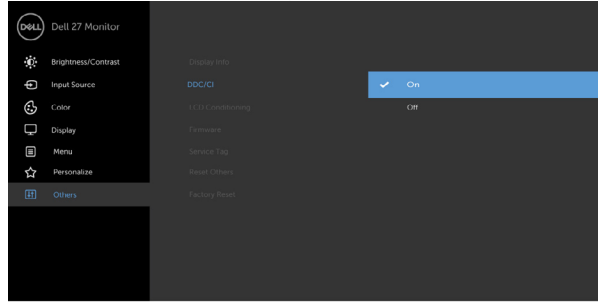 DELL
Dell 27 Monitor
Brightness/Contrast
Input Source
Color
Display
Menu
Personalize
Others
Display Info
DDC/CI
LCD Conditioning
Firmware
Service Tag
Reset Others
Factory Reset
On
Off